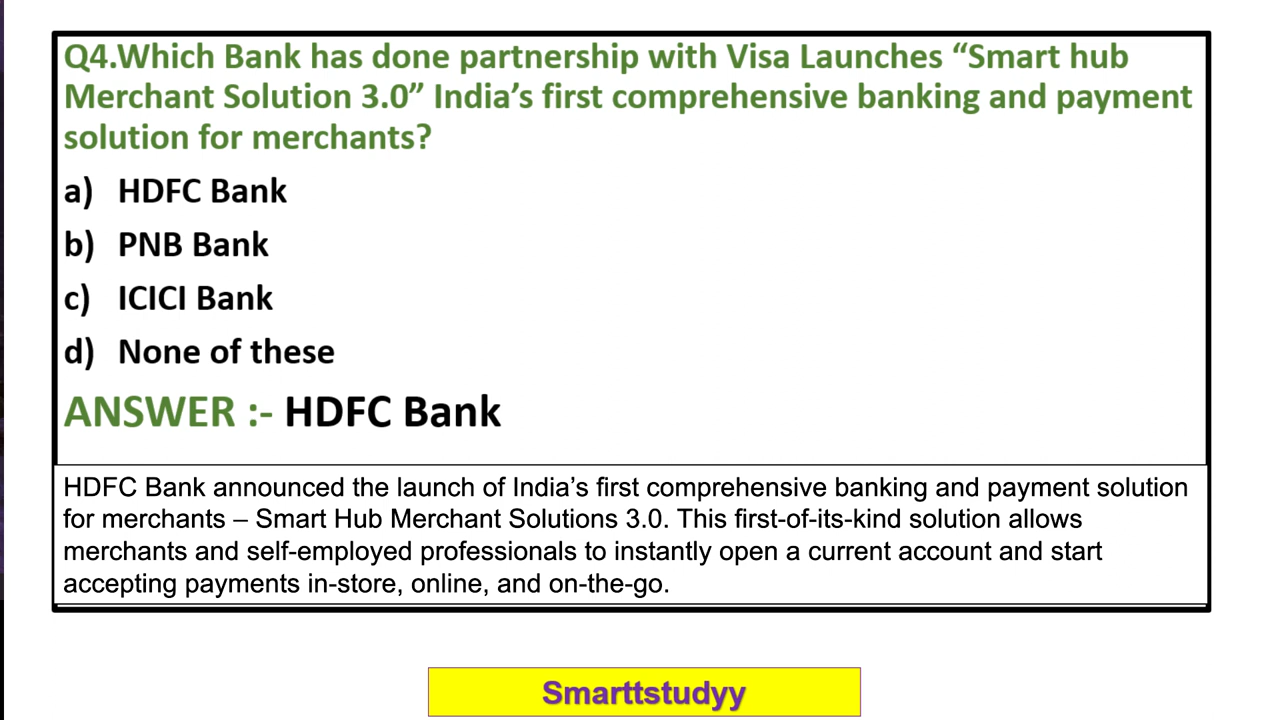 Q4.Which Bank has done partnership with Visa Launches “Smart hub
Merchant Solution 3.0” India’s first comprehensive banking and payment
solution for merchants?
a) HDFC Bank
b) PNB Bank
c) ICICI Bank
d) None of these
ANSWER :- HDFC Bank
HDFC Bank announced the launch of India’s first comprehensive banking and payment solution
for merchants – Smart Hub Merchant Solutions 3.0. This first-of-its-kind solution allows
merchants and self-employed professionals to instantly open a current account and start
accepting payments in-store, online, and on-the-go.
Smarttstudyy